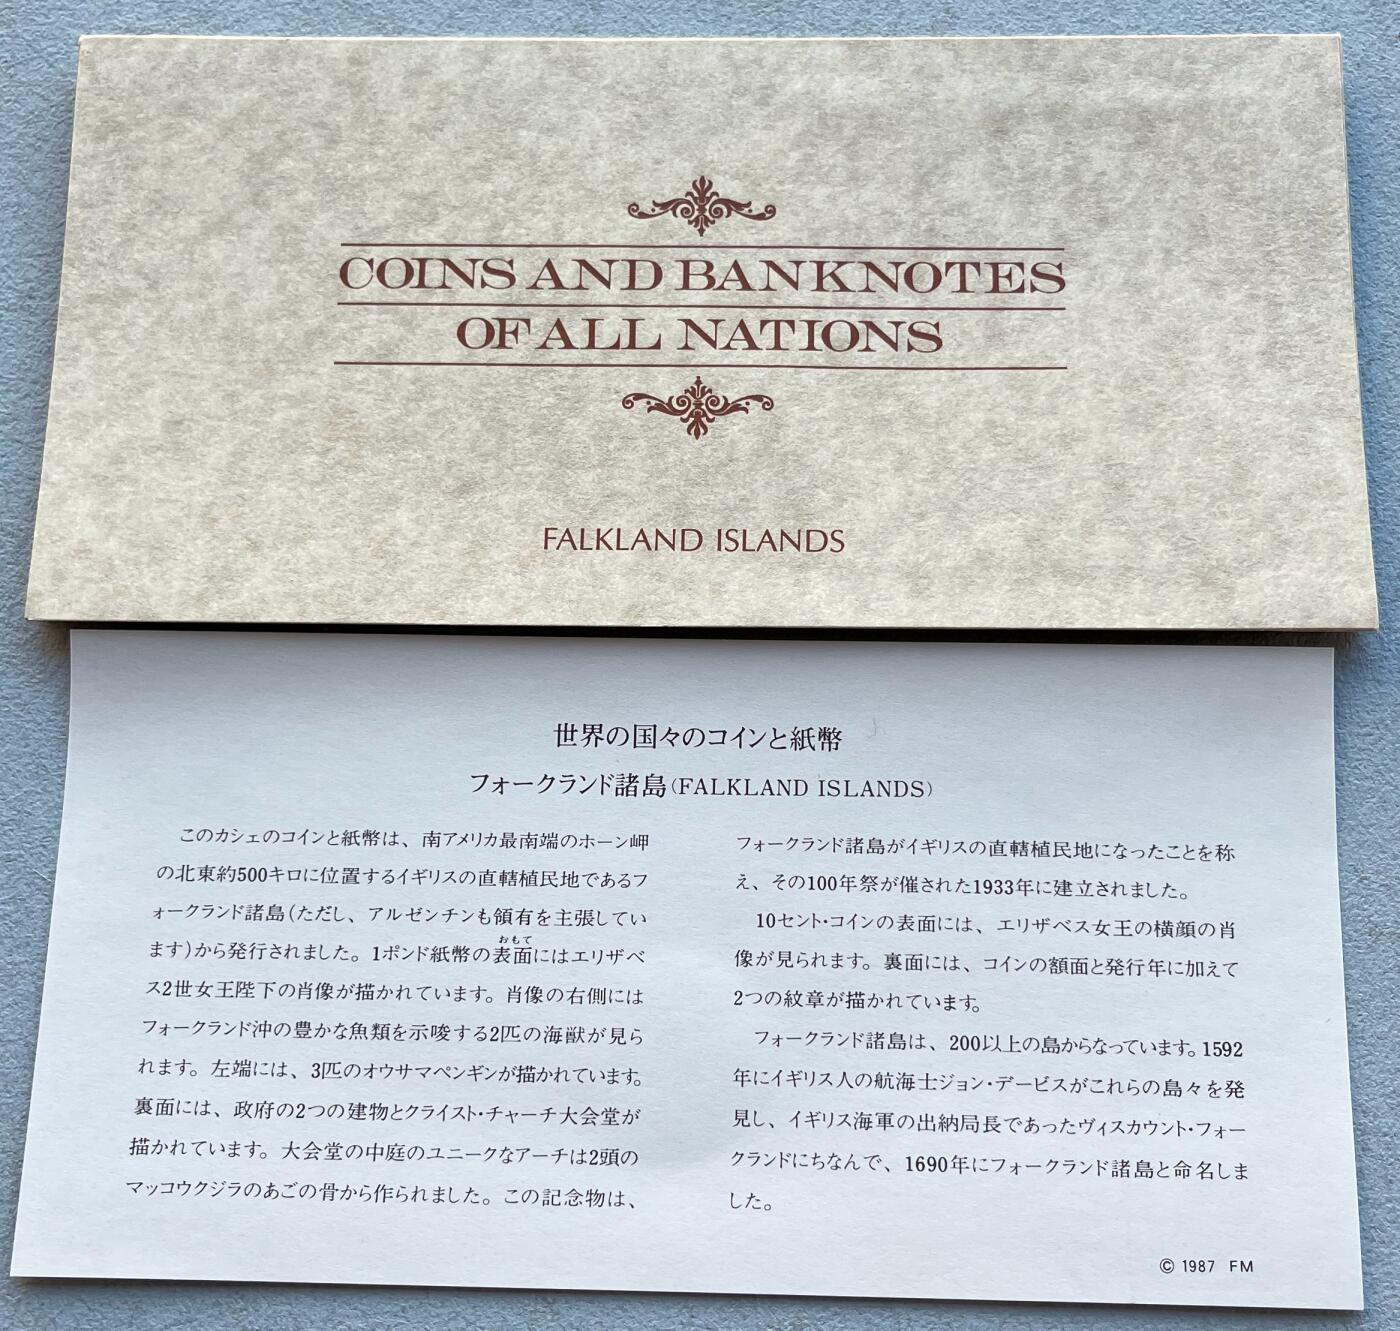 COINS AND BANKNOTES
OF ALL NATIONS
FALKLAND ISLANDS
世界の国々のコインと紙幣
フォークランド諸島(FALKLAND ISLANDS)
このカシェのコインと紙幣は、南アメリカ最南端のホーン岬
の北東約500キロに位置するイギリスの直轄植民地であるフ
ォークランド諸島(ただし、アルゼンチンも領有を主張してい
ます)から発行されました。1ポンド紙幣の表面にはエリザベ
おもて
ス2世女王陛下の肖像が描かれています。肖像の右側には
フォークランド沖の豊かな魚類を示唆する2匹の海獣が見ら
れます。左端には、3匹のオウサマペンギンが描かれています。
裏面には、政府の2つの建物とクライスト・チャーチ大会堂が
描かれています。大会堂の中庭のユニークなアーチは2頭の
マッコウクジラのあごの骨から作られました。この記念物は、
フォークランド諸島がイギリスの直轄植民地になったことを称
え、その100年祭が催された1933年に建立されました。
10セント・コインの表面には、エリザベス女王の横顔の肖
像が見られます。裏面には、コインの額面と発行年に加えて
2つの紋章が描かれています。
フォークランド諸島は、200以上の島からなっています。1592
年にイギリス人の航海士ジョン・デービスがこれらの島々を発
見し、イギリス海軍の出納局長であったヴィスカウント・フォー
クランドにちなんで、1690年にフォークランド諸島と命名しま
した。
© 1987 FM